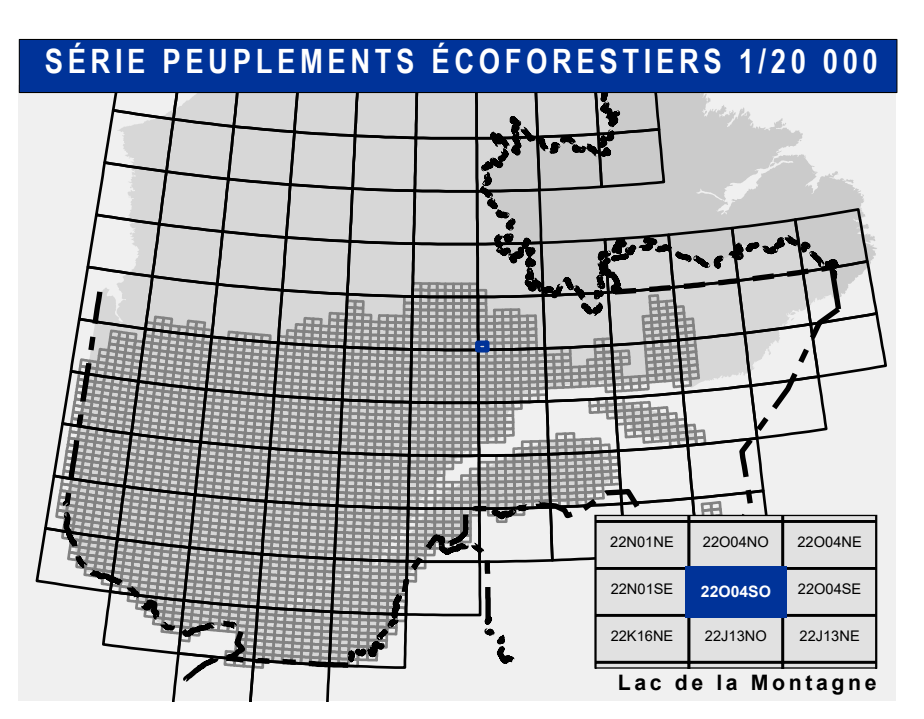 SÉRIE PEUPLEMENTS ÉCOFORESTIERS 1/20 000
22N01NE 22O04NO 22O04NE
22N01SE 22O04SO 22O04SE
22K16NE 22J13NO 22J13NE
Lac de la Montagne